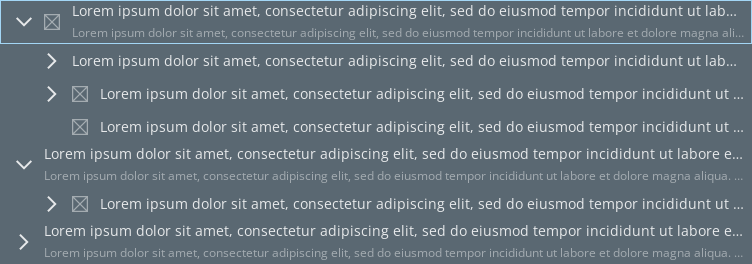 Lorem ipsum dolor sit amet, consectetur adipiscing elit, sed do eiusmod tempor incididunt ut lab...
Lorem ipsum dolor sit amet, consectetur adipiscing elit, sed do eiusmod tempor incididunt ut labore et dolore magna ali...
Lorem ipsum dolor sit amet, consectetur adipiscing elit, sed do eiusmod tempor incididunt ut lab...
Lorem ipsum dolor sit amet, consectetur adipiscing elit, sed do eiusmod tempor incididunt ut ...
Lorem ipsum dolor sit amet, consectetur adipiscing elit, sed do eiusmod tempor incididunt ut ...
Lorem ipsum dolor sit amet, consectetur adipiscing elit, sed do eiusmod tempor incididunt ut labore e...
Lorem ipsum dolor sit amet, consectetur adipiscing elit, sed do eiusmod tempor incididunt ut labore et dolore magna aliqua. ...
Lorem ipsum dolor sit amet, consectetur adipiscing elit, sed do eiusmod tempor incididunt ut ...
Lorem ipsum dolor sit amet, consectetur adipiscing elit, sed do eiusmod tempor incididunt ut labore e...
Lorem ipsum dolor sit amet, consectetur adipiscing elit, sed do eiusmod tempor incididunt ut labore et dolore magna aliqua. ...